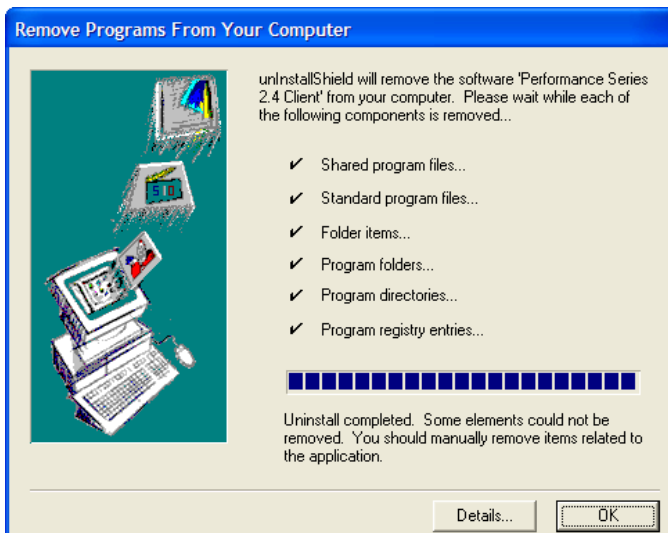 Remove Programs From Your Computer
unInstallShield will remove the software 'Performance Series
2.4 Client' from your computer.  Please wait while each of
the following components is removed...
✔ Shared program files...
✔ Standard program files...
✔ Folder items...
✔ Program folders...
✔ Program directories...
✔ Program registry entries...
Uninstall completed.  Some elements could not be
removed.  You should manually remove items related to
the application.
Details... OK